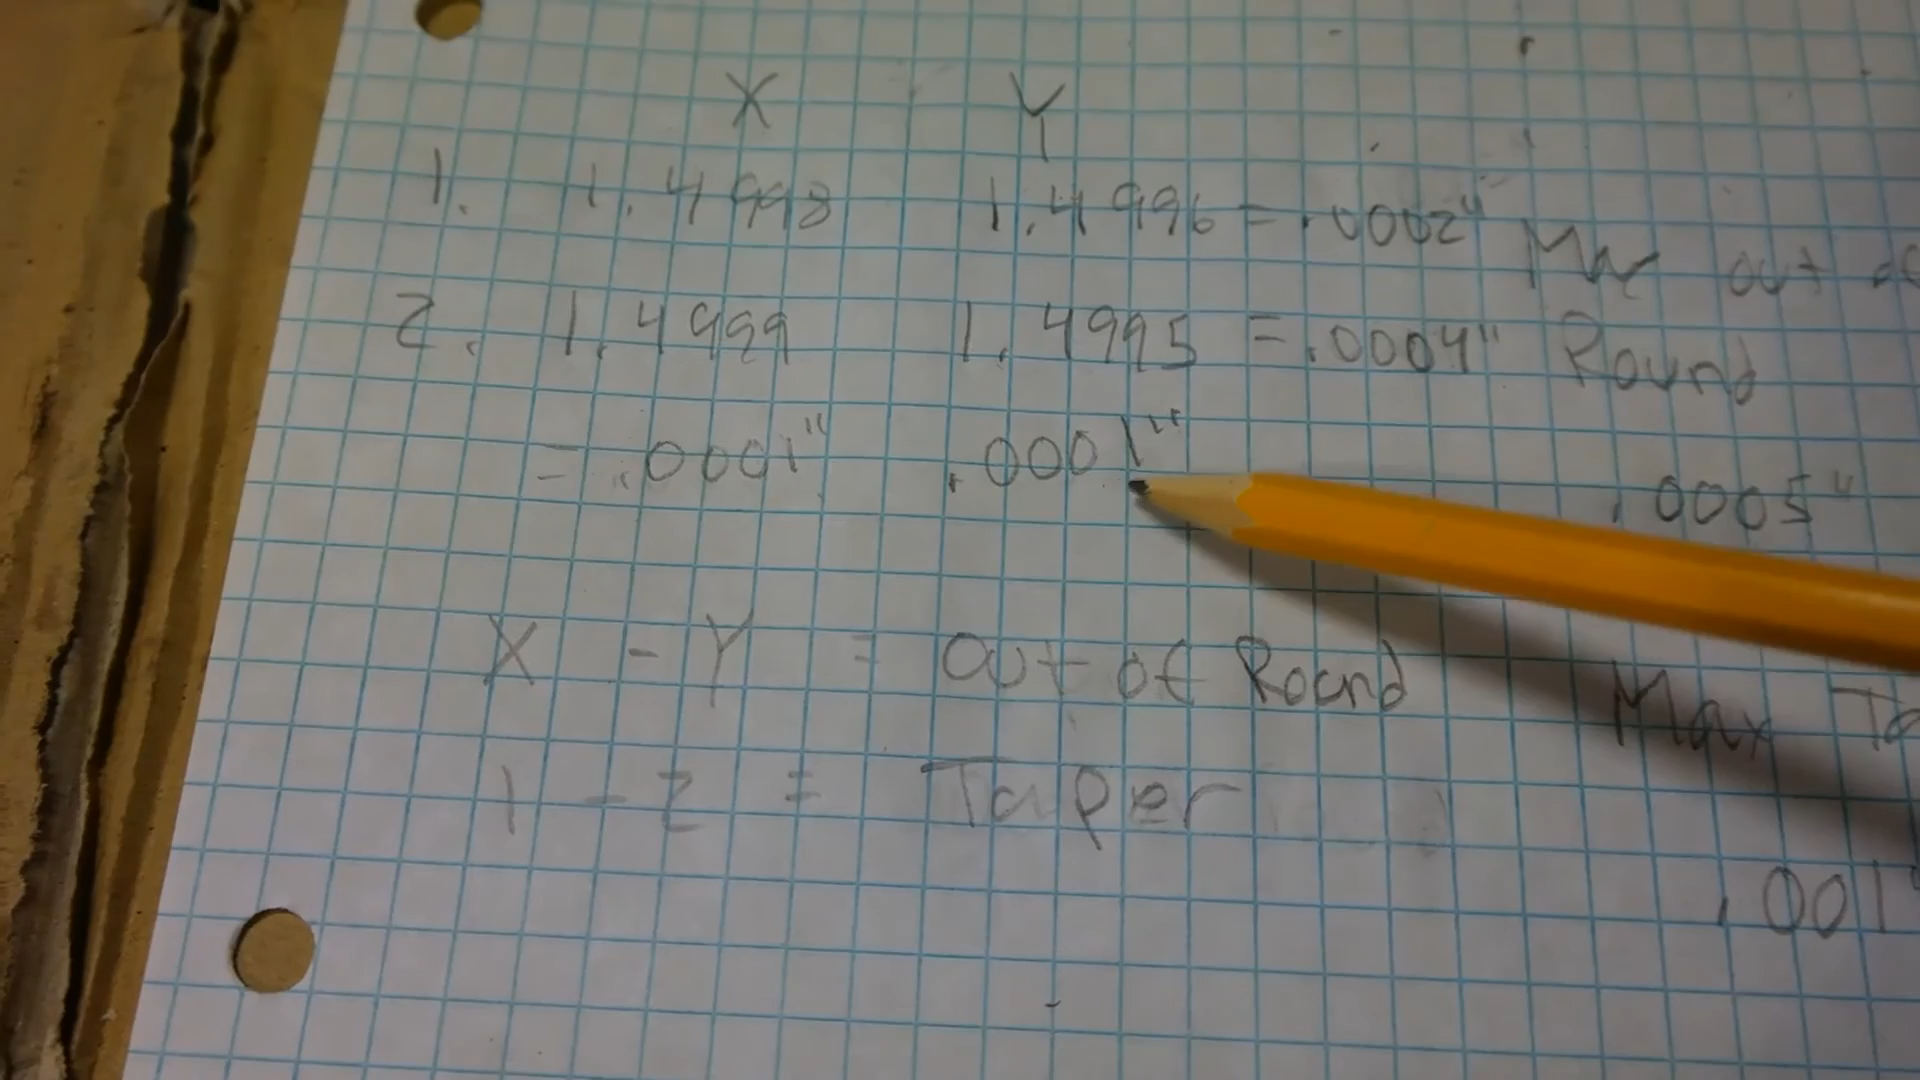 X Y
1. 1.4998 1.4996 = .0002" Max out of
2. 1.4999 1.4995 = .0004" Round
= .0001" .0001" .0005"
X - Y = Out of Round Max Ta
1 - 2 = Taper
.001"